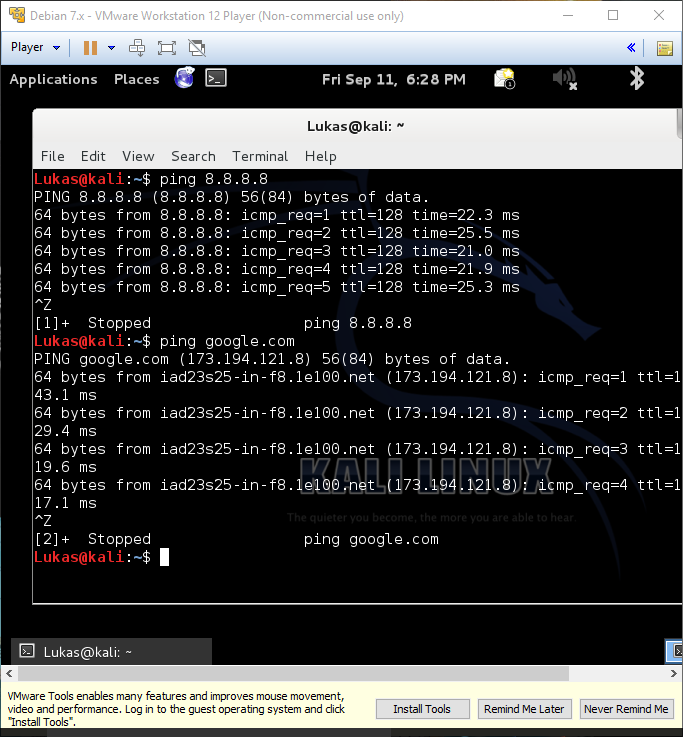 Debian 7.x - VMware Workstation 12 Player (Non-commercial use only)
Player
Applications Places Fri Sep 11, 6:28 PM 1
Lukas@kali: ~
File Edit View Search Terminal Help
Lukas@kali:~$ ping 8.8.8.8
PING 8.8.8.8 (8.8.8.8) 56(84) bytes of data.
64 bytes from 8.8.8.8: icmp_req=1 ttl=128 time=22.3 ms
64 bytes from 8.8.8.8: icmp_req=2 ttl=128 time=25.5 ms
64 bytes from 8.8.8.8: icmp_req=3 ttl=128 time=21.0 ms
64 bytes from 8.8.8.8: icmp_req=4 ttl=128 time=21.9 ms
64 bytes from 8.8.8.8: icmp_req=5 ttl=128 time=25.3 ms
^Z
[1]+  Stopped                 ping 8.8.8.8
Lukas@kali:~$ ping google.com
PING google.com (173.194.121.8) 56(84) bytes of data.
64 bytes from iad23s25-in-f8.1e100.net (173.194.121.8): icmp_req=1 ttl=1
43.1 ms
64 bytes from iad23s25-in-f8.1e100.net (173.194.121.8): icmp_req=2 ttl=1
29.4 ms
64 bytes from iad23s25-in-f8.1e100.net (173.194.121.8): icmp_req=3 ttl=1
19.6 ms
64 bytes from iad23s25-in-f8.1e100.net (173.194.121.8): icmp_req=4 ttl=1
17.1 ms
KALI LINUX
The quieter you become, the more you are able to hear.
^Z
[2]+  Stopped                 ping google.com
Lukas@kali:~$
Lukas@kali: ~
VMware Tools enables many features and improves mouse movement,
video and performance. Log in to the guest operating system and click
"Install Tools".
Install Tools
Remind Me Later
Never Remind Me